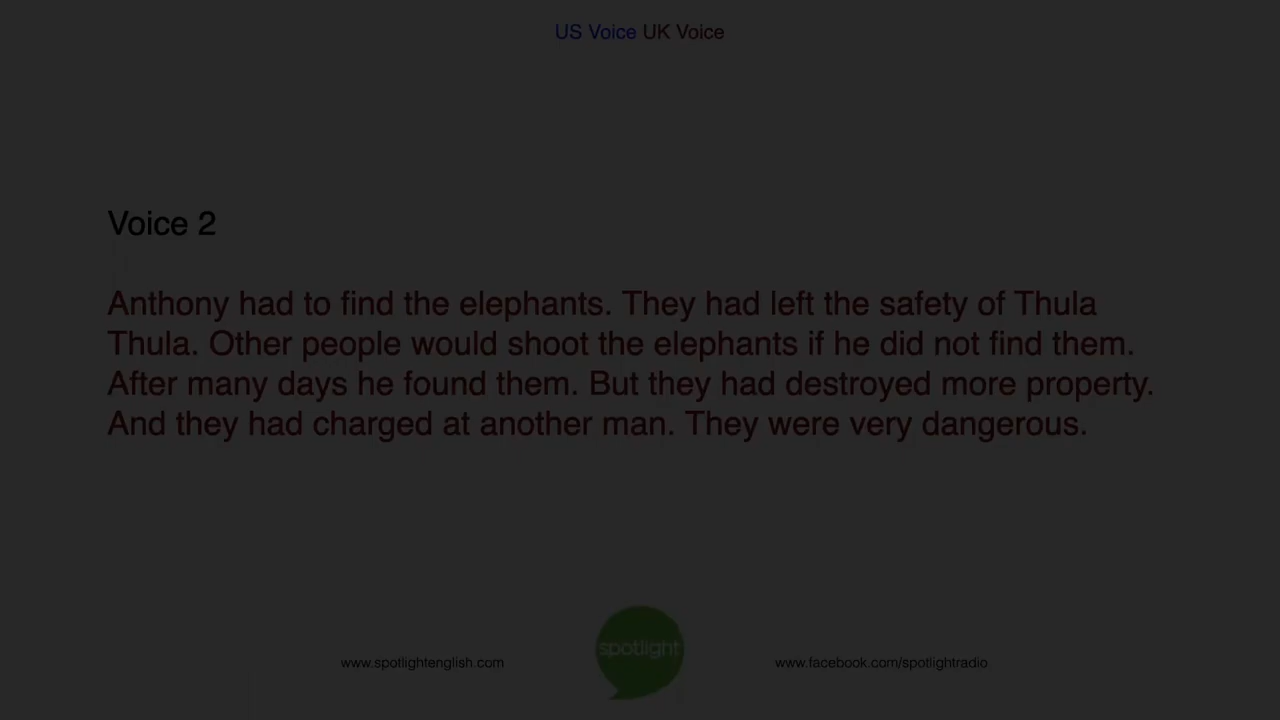 US Voice UK Voice
Voice 2
Anthony had to find the elephants. They had left the safety of Thula
Thula. Other people would shoot the elephants if he did not find them.
After many days he found them. But they had destroyed more property.
And they had charged at another man. They were very dangerous.
spotlight
www.spotlightenglish.com
www.facebook.com/spotlightradio